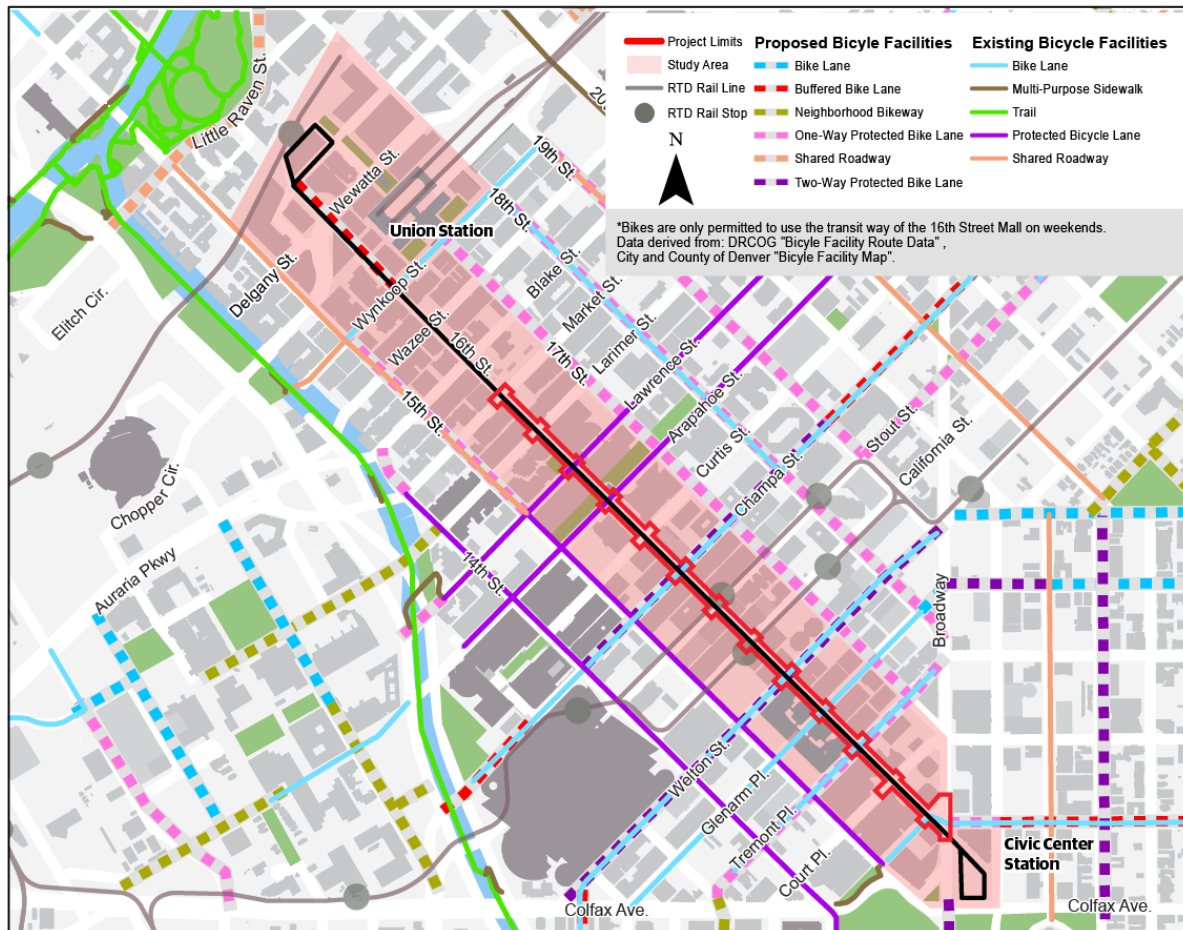 Project Limits
Study Area
RTD Rail Line
RTD Rail Stop
N
Proposed Bicyle Facilities
Bike Lane
Buffered Bike Lane
Neighborhood Bikeway
One-Way Protected Bike Lane
Shared Roadway
Two-Way Protected Bike Lane
Existing Bicycle Facilities
Bike Lane
Multi-Purpose Sidewalk
Trail
Protected Bicycle Lane
Shared Roadway
*Bikes are only permitted to use the transit way of the 16th Street Mall on weekends.
Data derived from: DRCOG "Bicyle Facility Route Data" ,
City and County of Denver "Bicyle Facility Map".
Little Raven St.
19th St.
18th St.
Wewatta St.
Union Station
Delgany St.
Elitch Cir.
Wynkoop St.
Wazee St.
16th St.
Blake St.
Market St.
Larimer St.
17th St.
Lawrence St.
Arapahoe St.
15th St.
Curtis St.
Champa St.
Stout St.
California St.
Chopper Cir.
Auraria Pkwy
14th St.
Broadway
Welton St.
Glenarm Pl.
Tremont Pl.
Court Pl.
Civic Center
Station
Colfax Ave.
Colfax Ave.